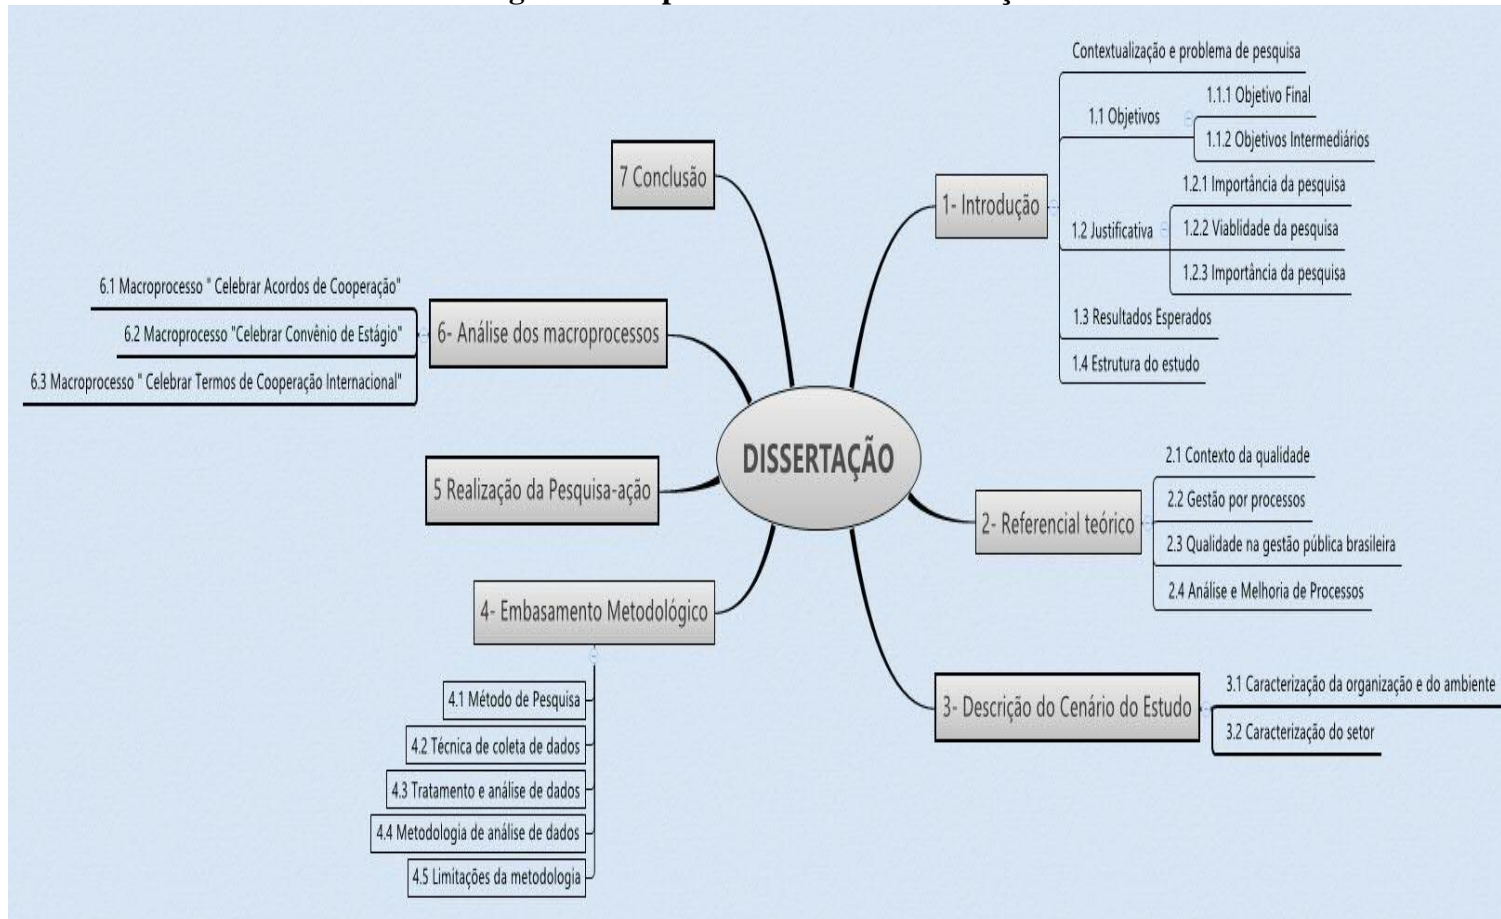 DISSERTAÇÃO
1- Introdução
Contextualização e problema de pesquisa
1.1 Objetivos
1.1.1 Objetivo Final
1.1.2 Objetivos Intermediários
1.2 Justificativa
1.2.1 Importância da pesquisa
1.2.2 Viablidade da pesquisa
1.2.3 Importância da pesquisa
1.3 Resultados Esperados
1.4 Estrutura do estudo
2- Referencial teórico
2.1 Contexto da qualidade
2.2 Gestão por processos
2.3 Qualidade na gestão pública brasileira
2.4 Análise e Melhoria de Processos
3- Descrição do Cenário do Estudo
3.1 Caracterização da organização e do ambiente
3.2 Caracterização do setor
4- Embasamento Metodológico
4.1 Método de Pesquisa
4.2 Técnica de coleta de dados
4.3 Tratamento e análise de dados
4.4 Metodologia de análise de dados
4.5 Limitações da metodologia
5 Realização da Pesquisa-ação
6- Análise dos macroprocessos
6.1 Macroprocesso " Celebrar Acordos de Cooperação"
6.2 Macroprocesso "Celebrar Convênio de Estágio"
6.3 Macroprocesso " Celebrar Termos de Cooperação Internacional"
7 Conclusão